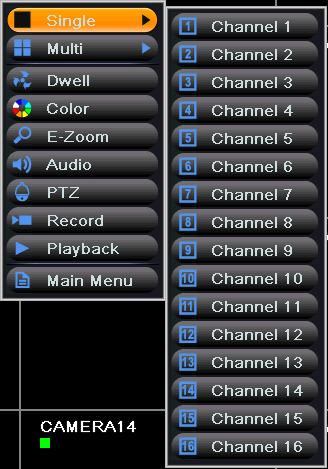 Single
Multi
Dwell
Color
E-Zoom
Audio
PTZ
Record
Playback
Main Menu
1 Channel 1
2 Channel 2
3 Channel 3
4 Channel 4
5 Channel 5
6 Channel 6
7 Channel 7
8 Channel 8
9 Channel 9
10 Channel 10
11 Channel 11
12 Channel 12
13 Channel 13
14 Channel 14
15 Channel 15
16 Channel 16
CAMERA14